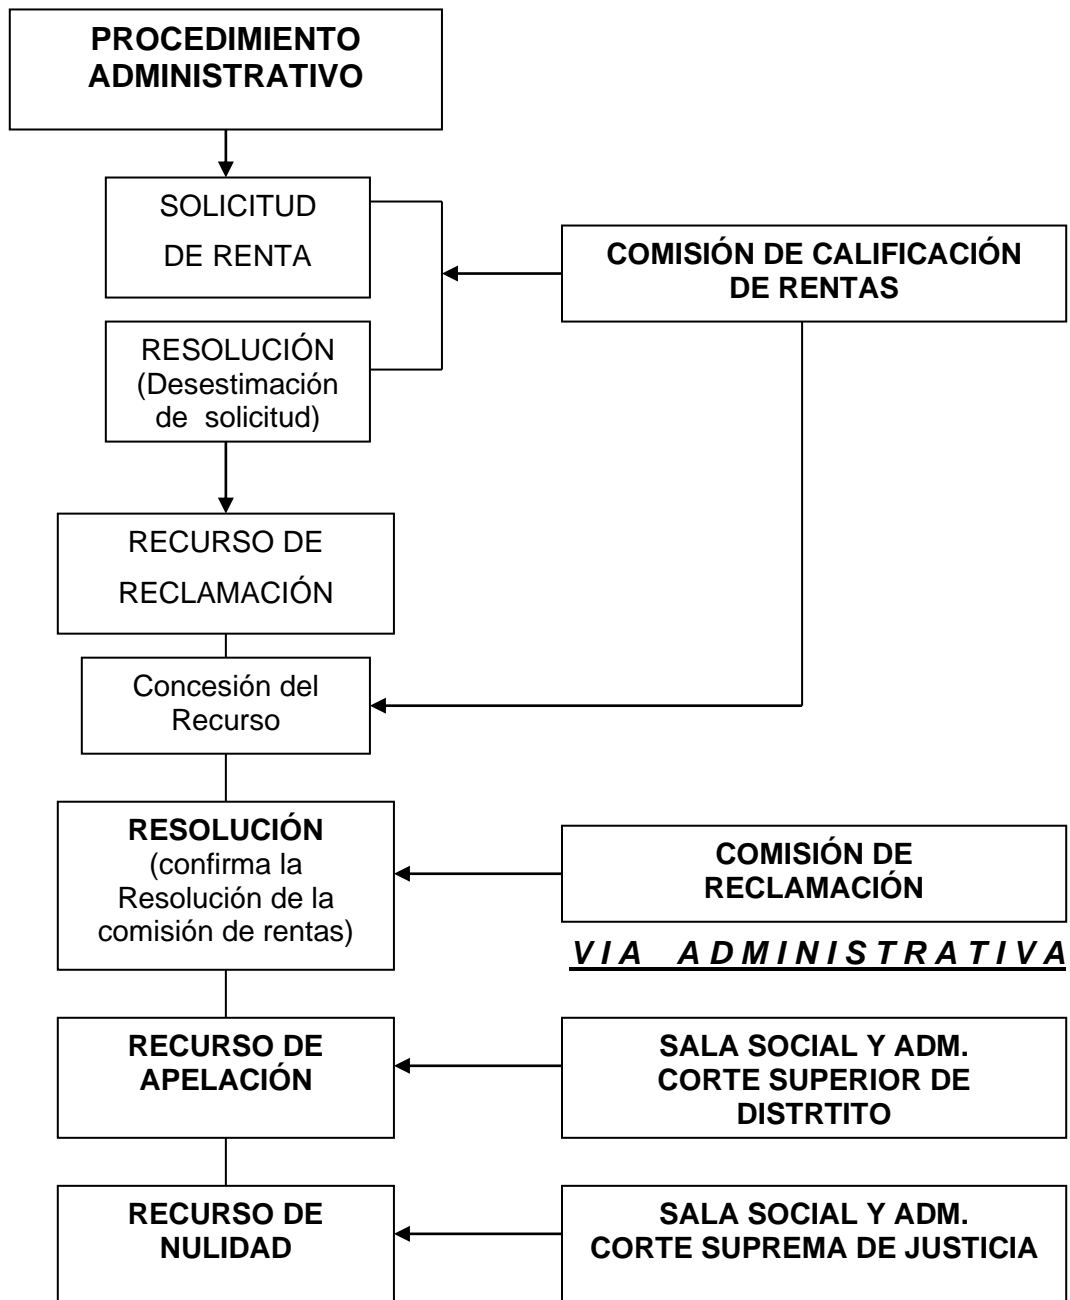 PROCEDIMIENTO
ADMINISTRATIVO
SOLICITUD
DE RENTA
COMISIÓN DE CALIFICACIÓN
DE RENTAS
RESOLUCIÓN
(Desestimación
de solicitud)
RECURSO DE
RECLAMACIÓN
Concesión del
Recurso
RESOLUCIÓN
(confirma la
Resolución de la
comisión de rentas)
COMISIÓN DE
RECLAMACIÓN
VIA ADMINISTRATIVA
RECURSO DE
APELACIÓN
SALA SOCIAL Y ADM.
CORTE SUPERIOR DE
DISTRTITO
RECURSO DE
NULIDAD
SALA SOCIAL Y ADM.
CORTE SUPREMA DE JUSTICIA